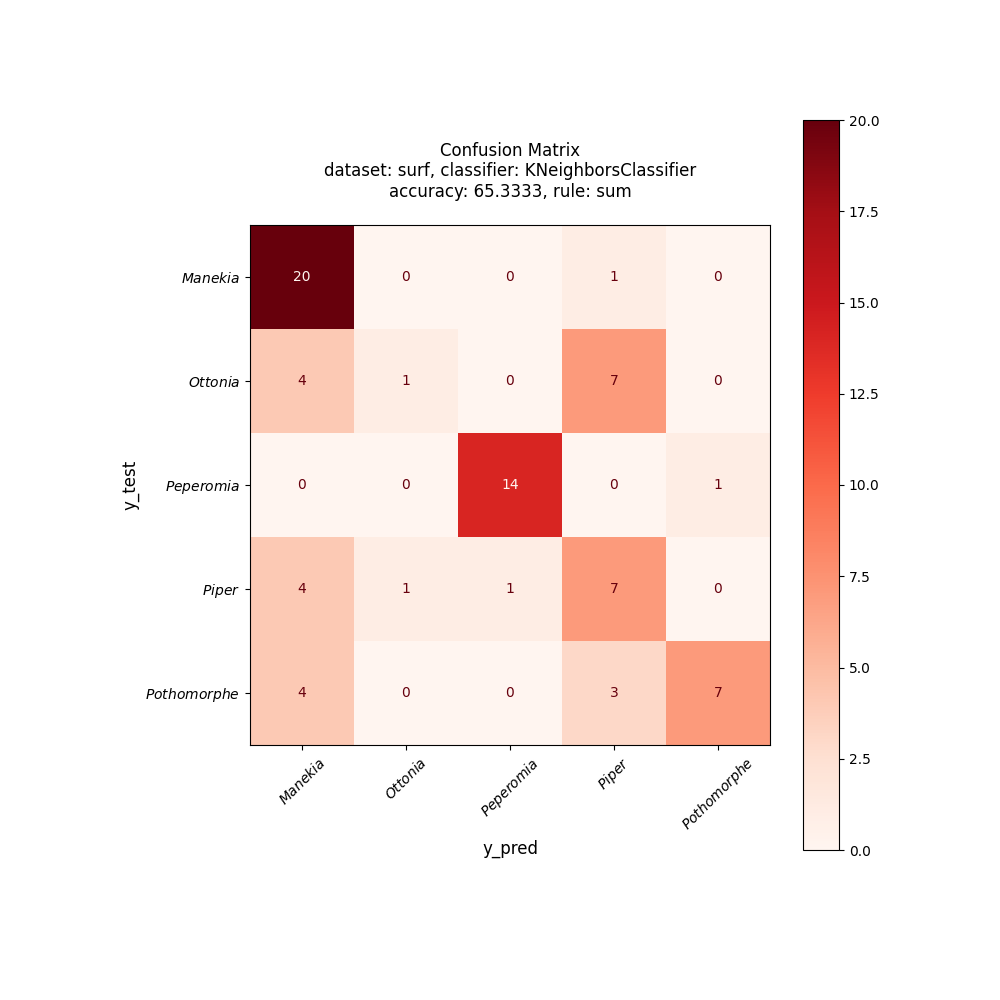 Confusion Matrix
dataset: surf, classifier: KNeighborsClassifier
accuracy: 65.3333, rule: sum
y_test
Manekia 20 0 0 1 0
Ottonia 4 1 0 7 0
Peperomia 0 0 14 0 1
Piper 4 1 1 7 0
Pothomorphe 4 0 0 3 7
Manekia Ottonia Peperomia Piper Pothomorphe
y_pred
20.0
17.5
15.0
12.5
10.0
7.5
5.0
2.5
0.0